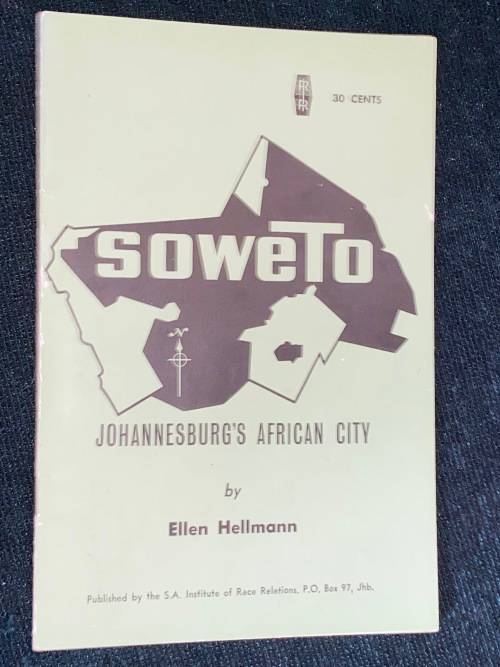 RR
30 CENTS
SOWETO
N
JOHANNESBURG'S AFRICAN CITY
by
Ellen Hellmann
Published by the S.A. Institute of Race Relations, P.O. Box 97, Jhb.